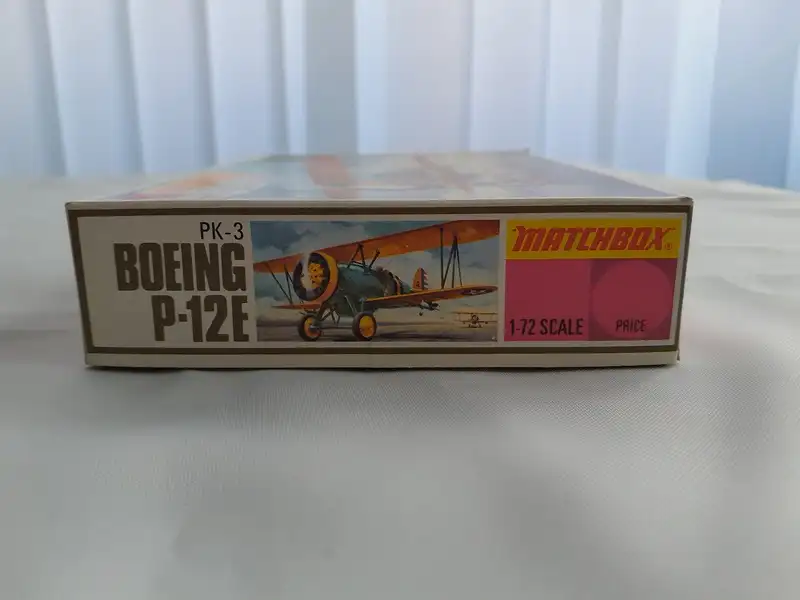 PK-3
BOEING
P-12E
MATCHBOX®
1-72 SCALE
PRICE